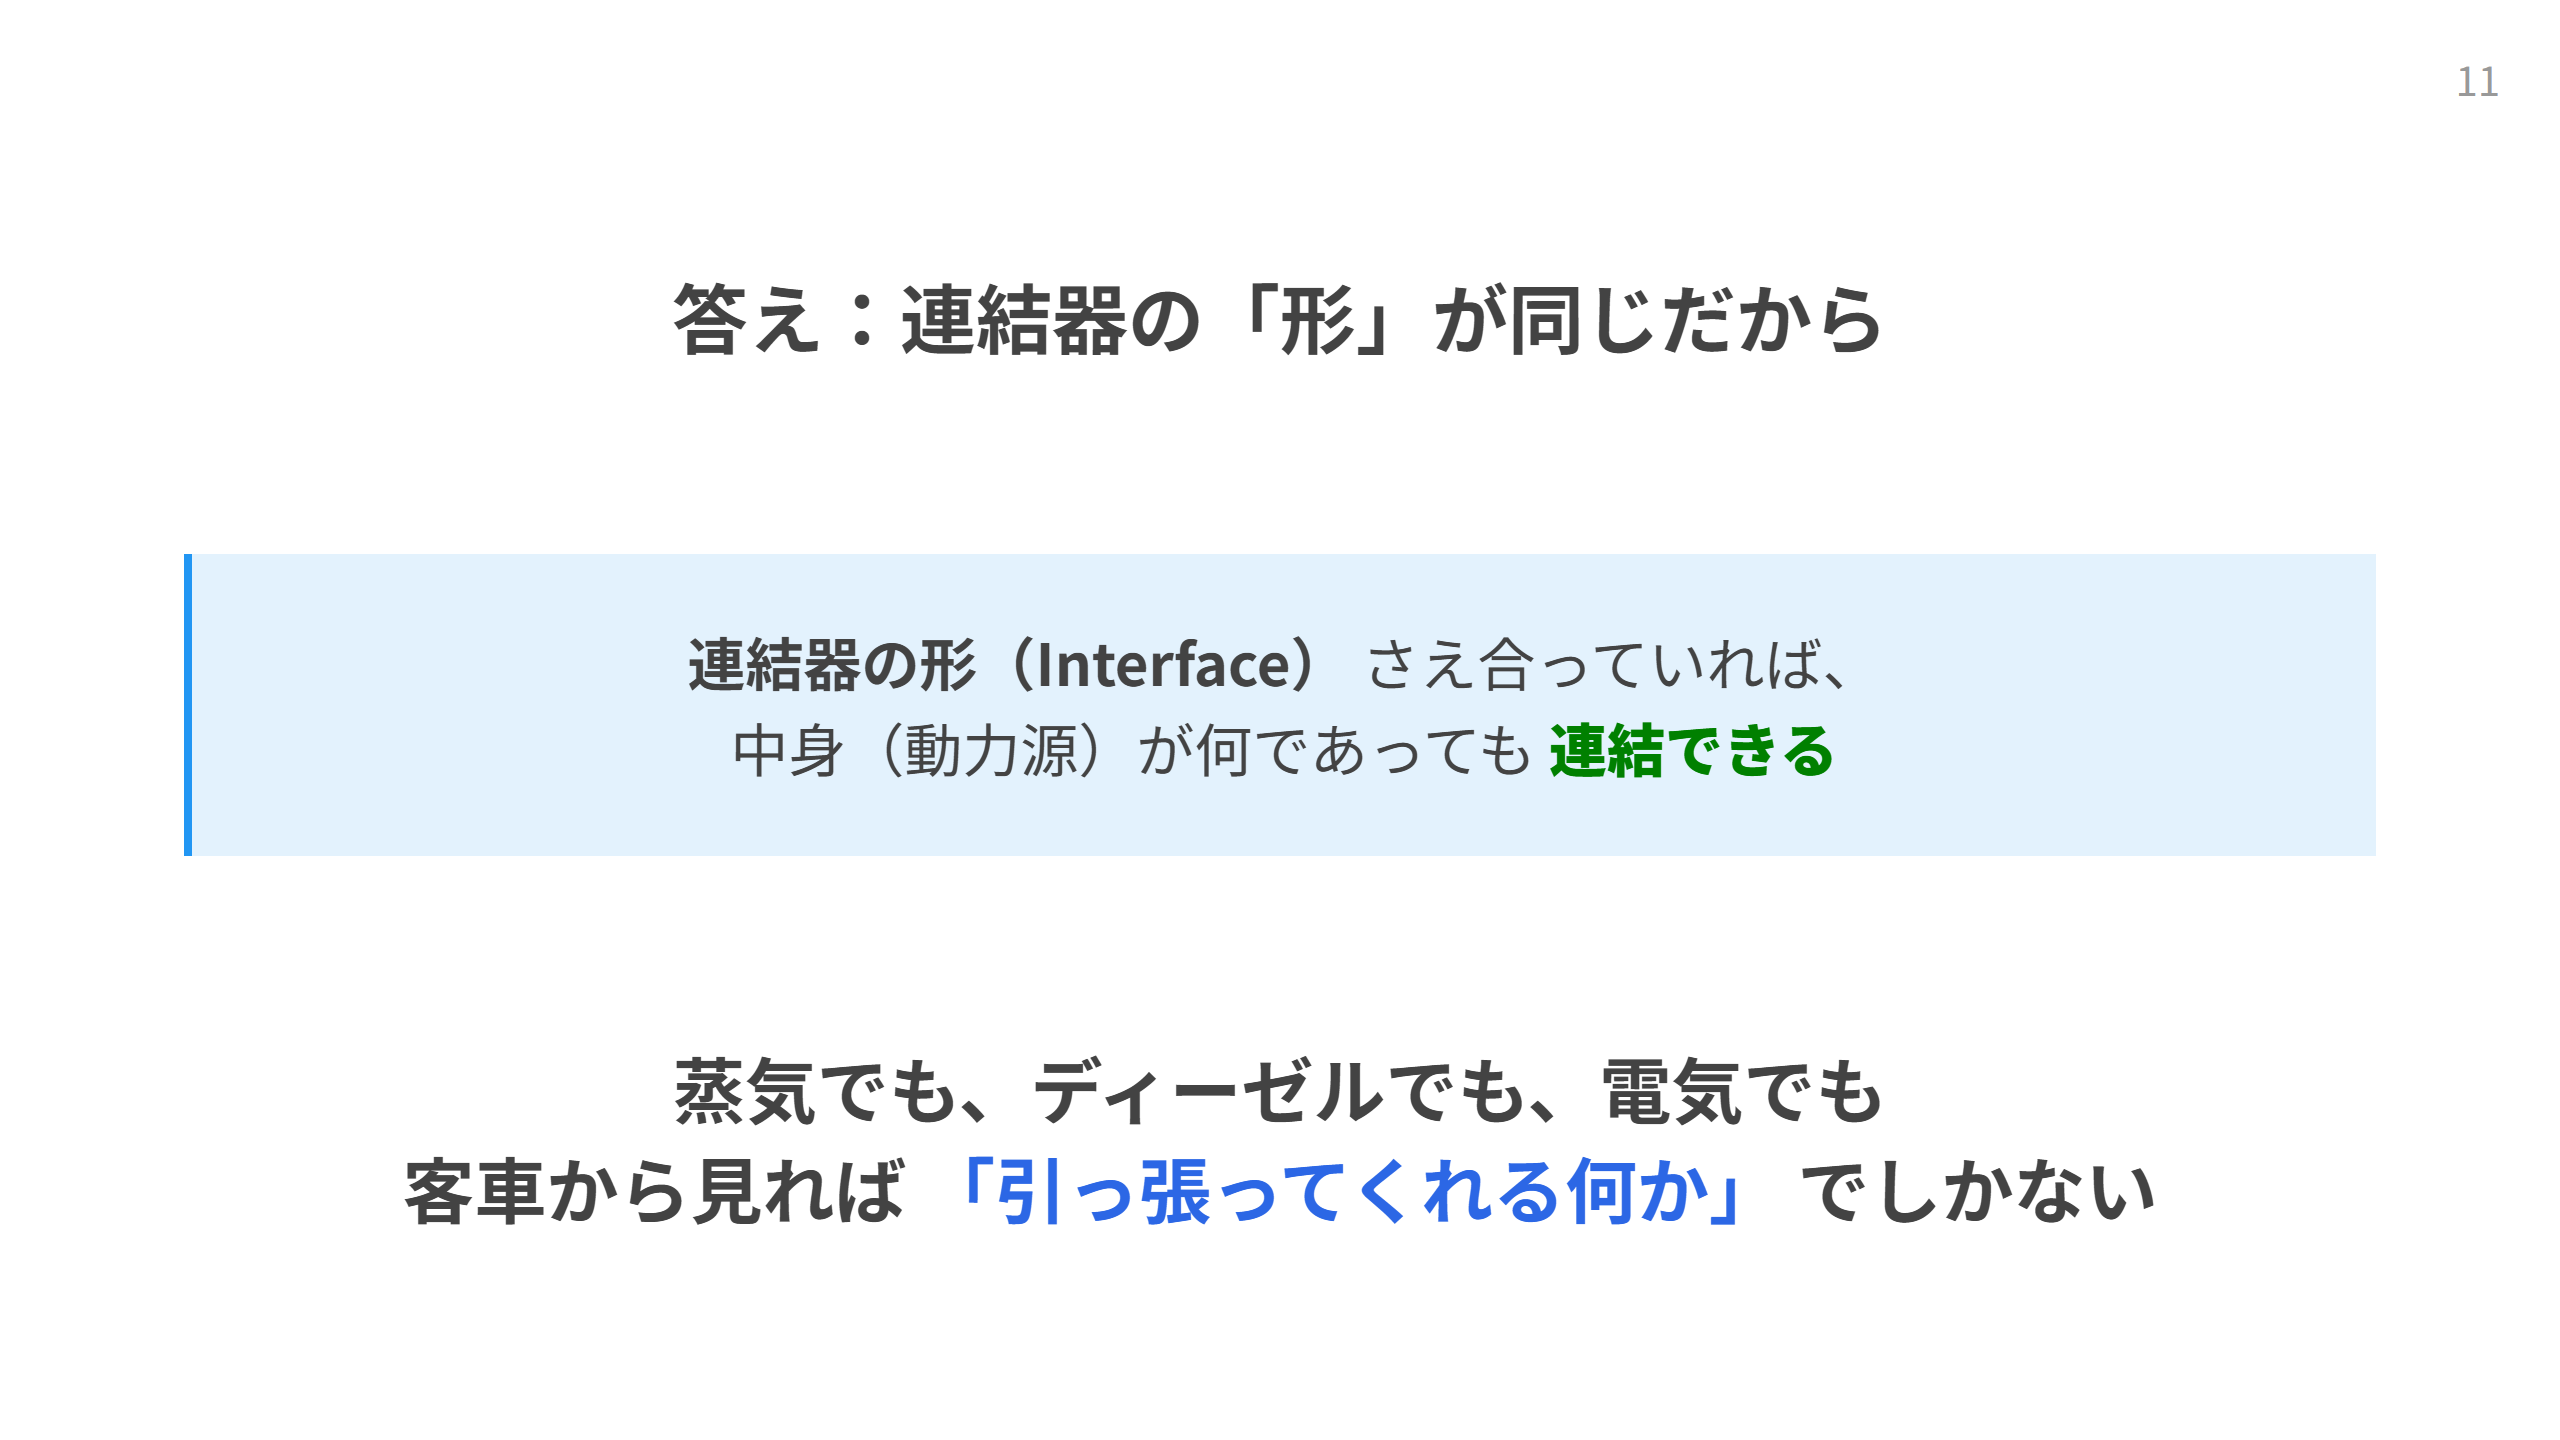 11
答え：連結器の「形」が同じだから
連結器の形（Interface） さえ合っていれば、
中身（動力源）が何であっても 連結できる
蒸気でも、ディーゼルでも、電気でも
客車から見れば 「引っ張ってくれる何か」 でしかない